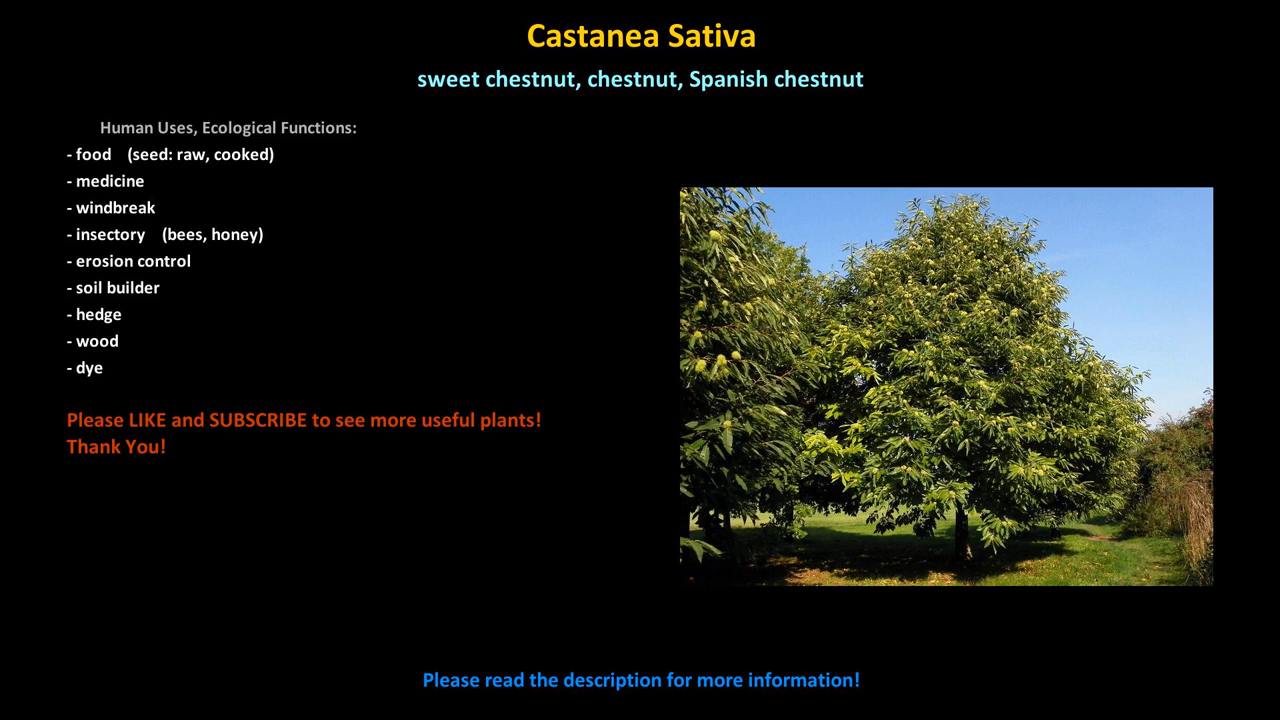 Castanea Sativa
sweet chestnut, chestnut, Spanish chestnut
Human Uses, Ecological Functions:
- food (seed: raw, cooked)
- medicine
- windbreak
- insectory (bees, honey)
- erosion control
- soil builder
- hedge
- wood
- dye
Please LIKE and SUBSCRIBE to see more useful plants!
Thank You!
Please read the description for more information!